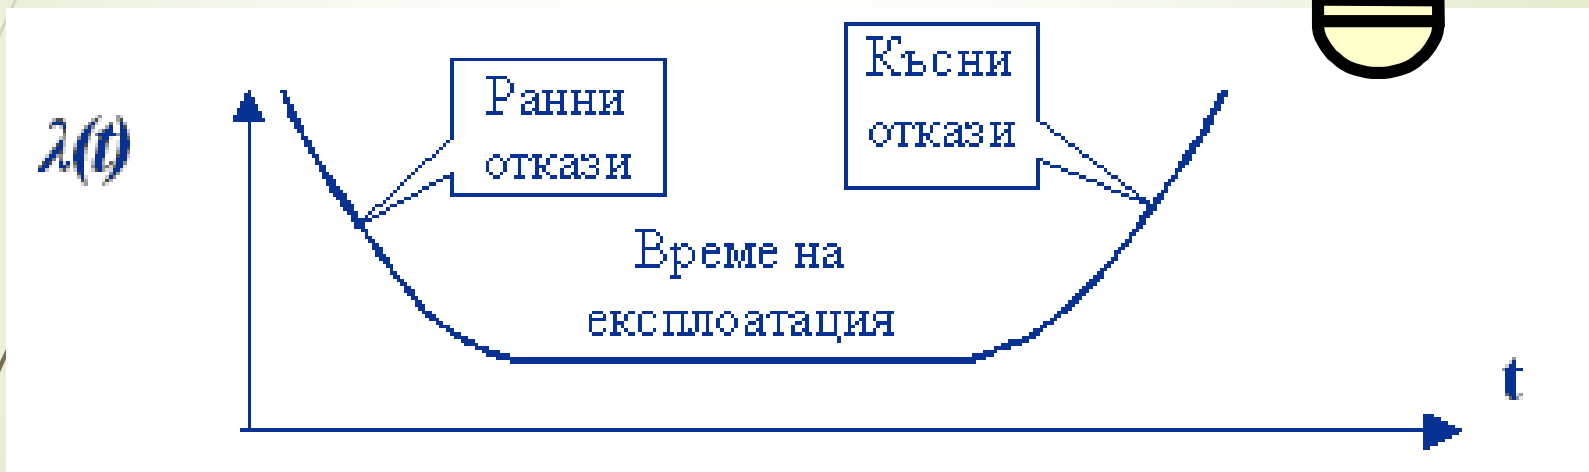 λ(t)
Ранни
откази
Късни
откази
Време на
експлоатация
t